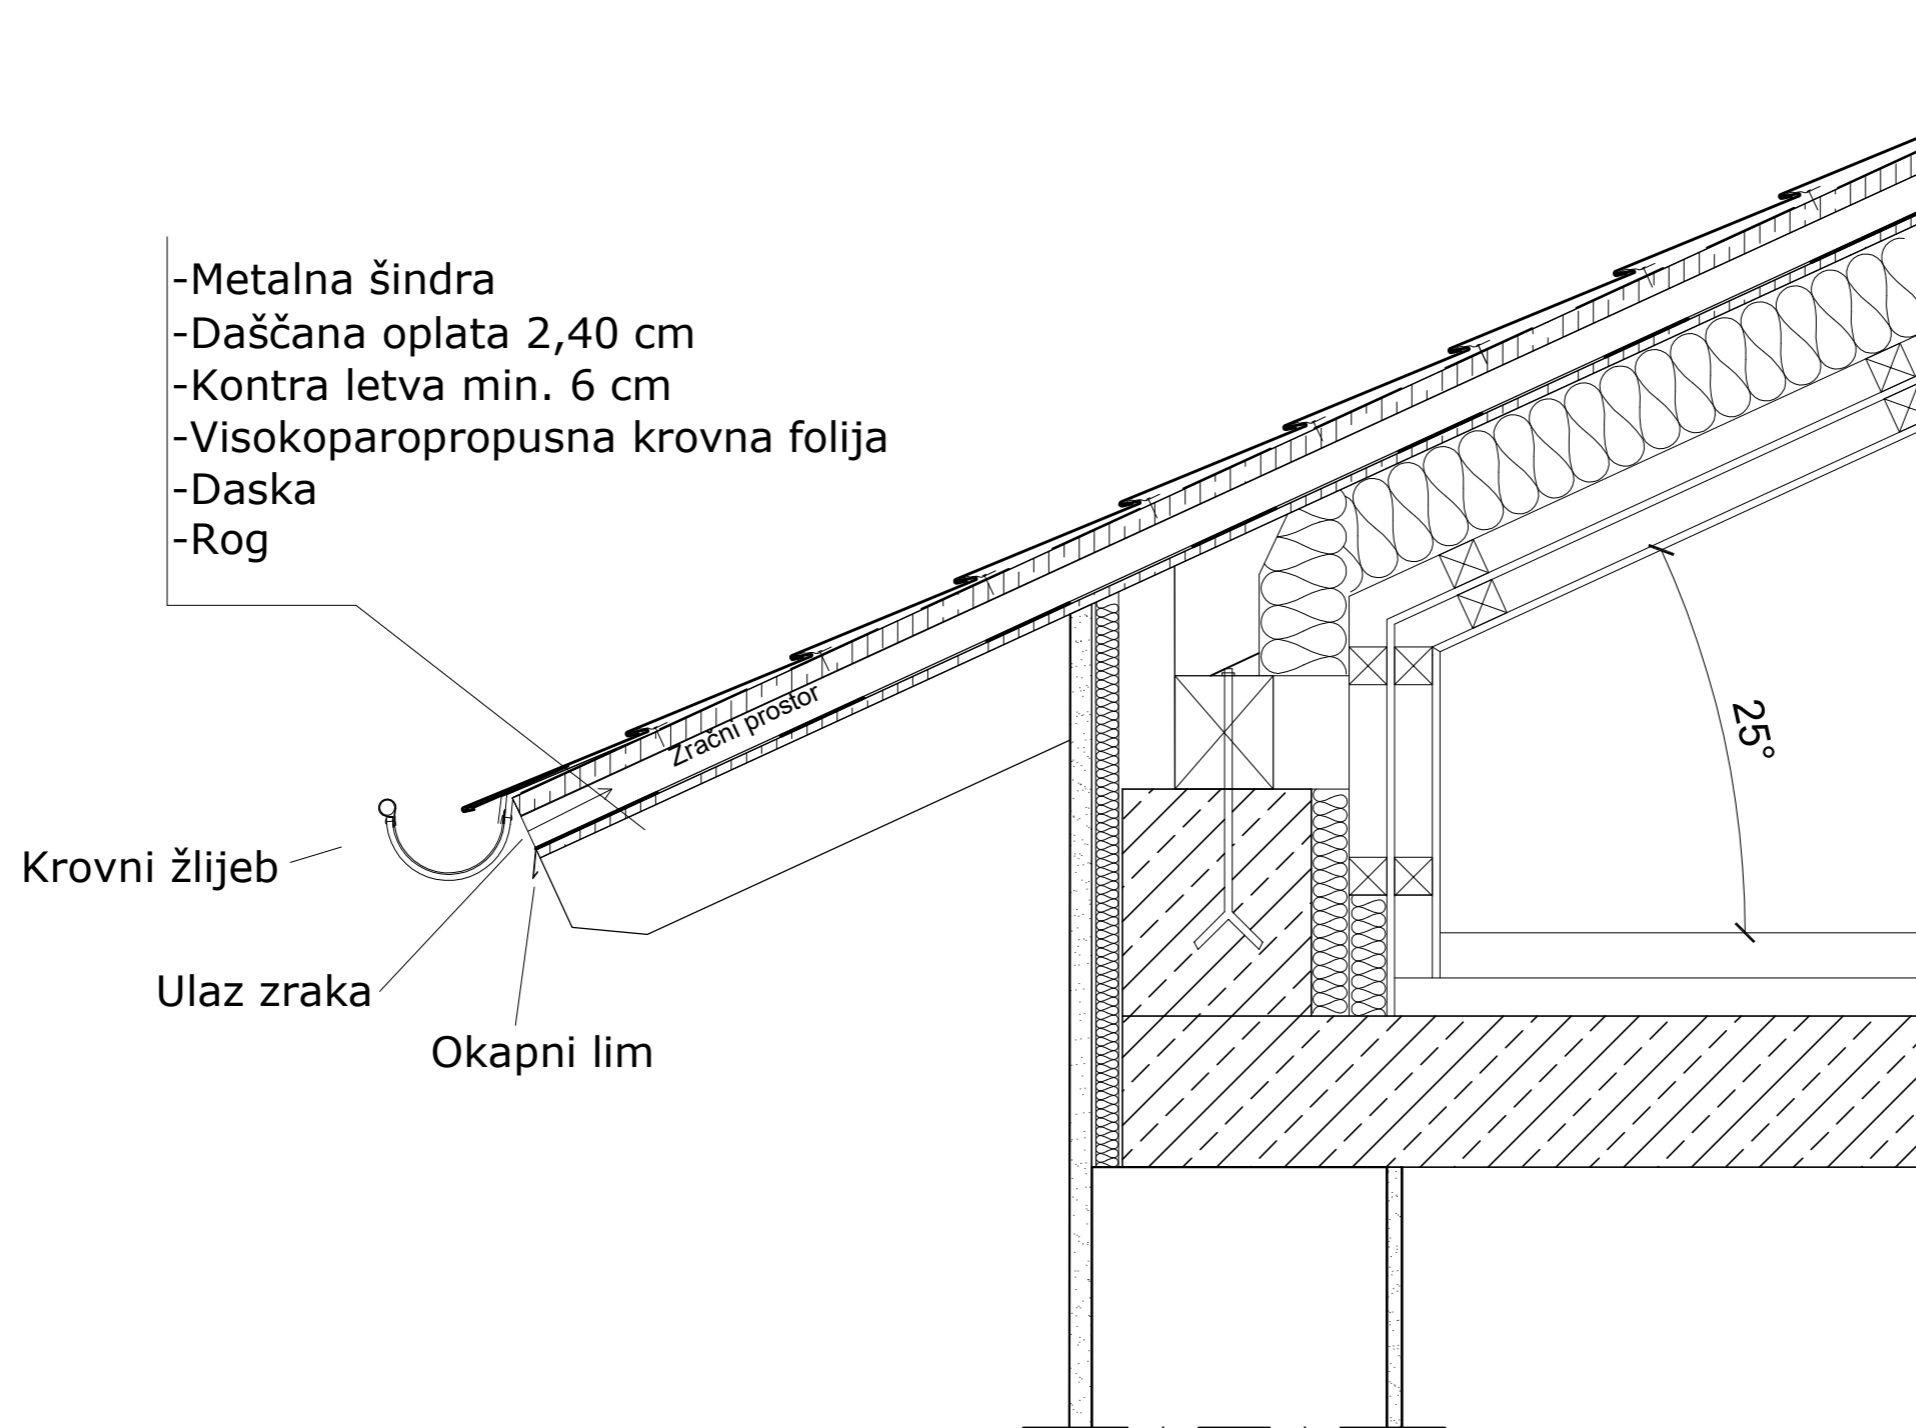 -Metalna šindra
-Daščana oplata 2,40 cm
-Kontra letva min. 6 cm
-Visokoparopropusna krovna folija
-Daska
-Rog
Zračni prostor
25°
Krovni žlijeb
Ulaz zraka
Okapni lim